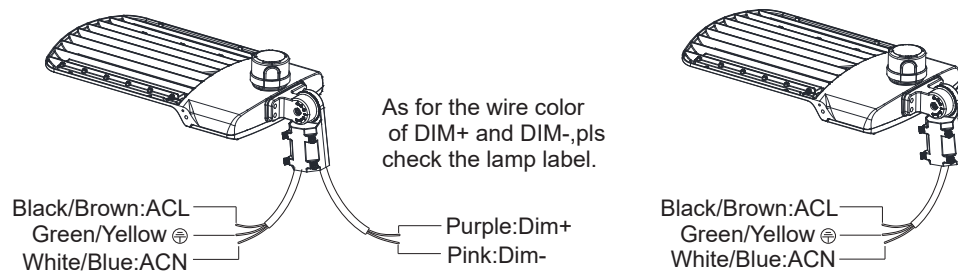 As for the wire color
of DIM+ and DIM-,pls
check the lamp label.
Black/Brown:ACL
Green/Yellow ⏚
White/Blue:ACN
Purple:Dim+
Pink:Dim-
Black/Brown:ACL
Green/Yellow ⏚
White/Blue:ACN